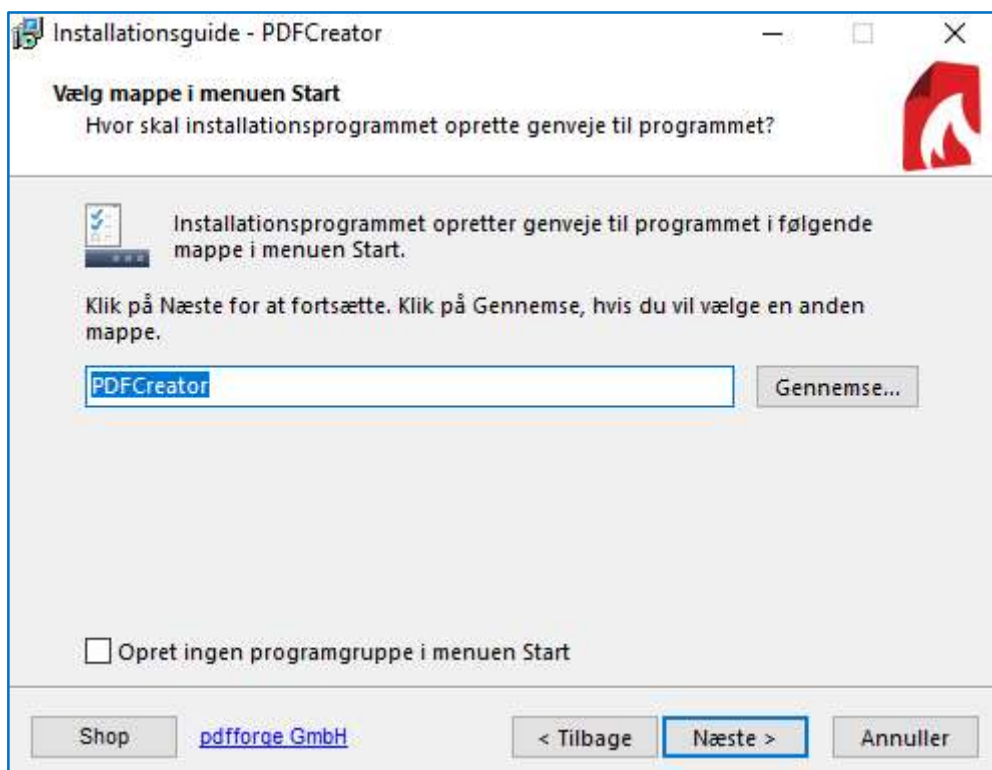 Installationsguide - PDFCreator
Vælg mappe i menuen Start
Hvor skal installationsprogrammet oprette genveje til programmet?
Installationsprogrammet opretter genveje til programmet i følgende
mappe i menuen Start.
Klik på Næste for at fortsætte. Klik på Gennemse, hvis du vil vælge en anden
mappe.
PDFCreator
Gennemse...
Opret ingen programgruppe i menuen Start
Shop
pdfforge GmbH
< Tilbage
Næste >
Annuller